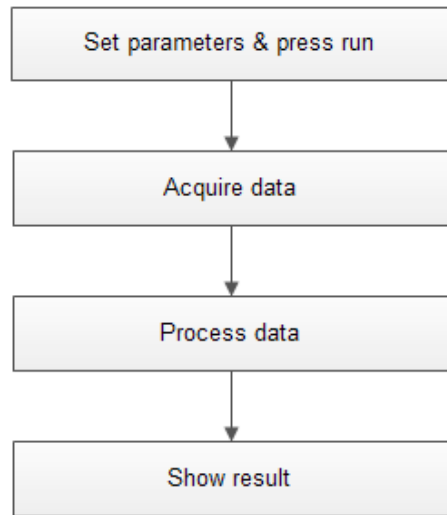 Set parameters & press run
Acquire data
Process data
Show result